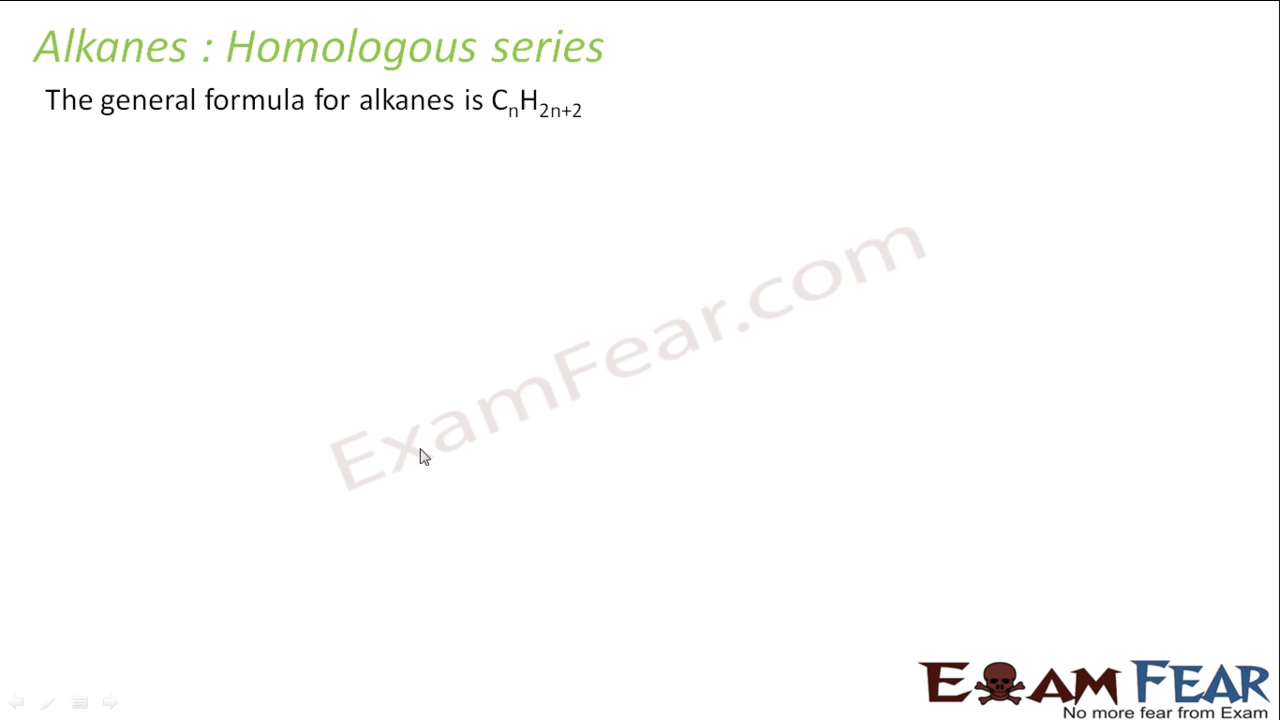 Alkanes : Homologous series
The general formula for alkanes is CₙH₂ₙ₊₂
ExamFear.com
EXAM FEAR
No more fear from Exam